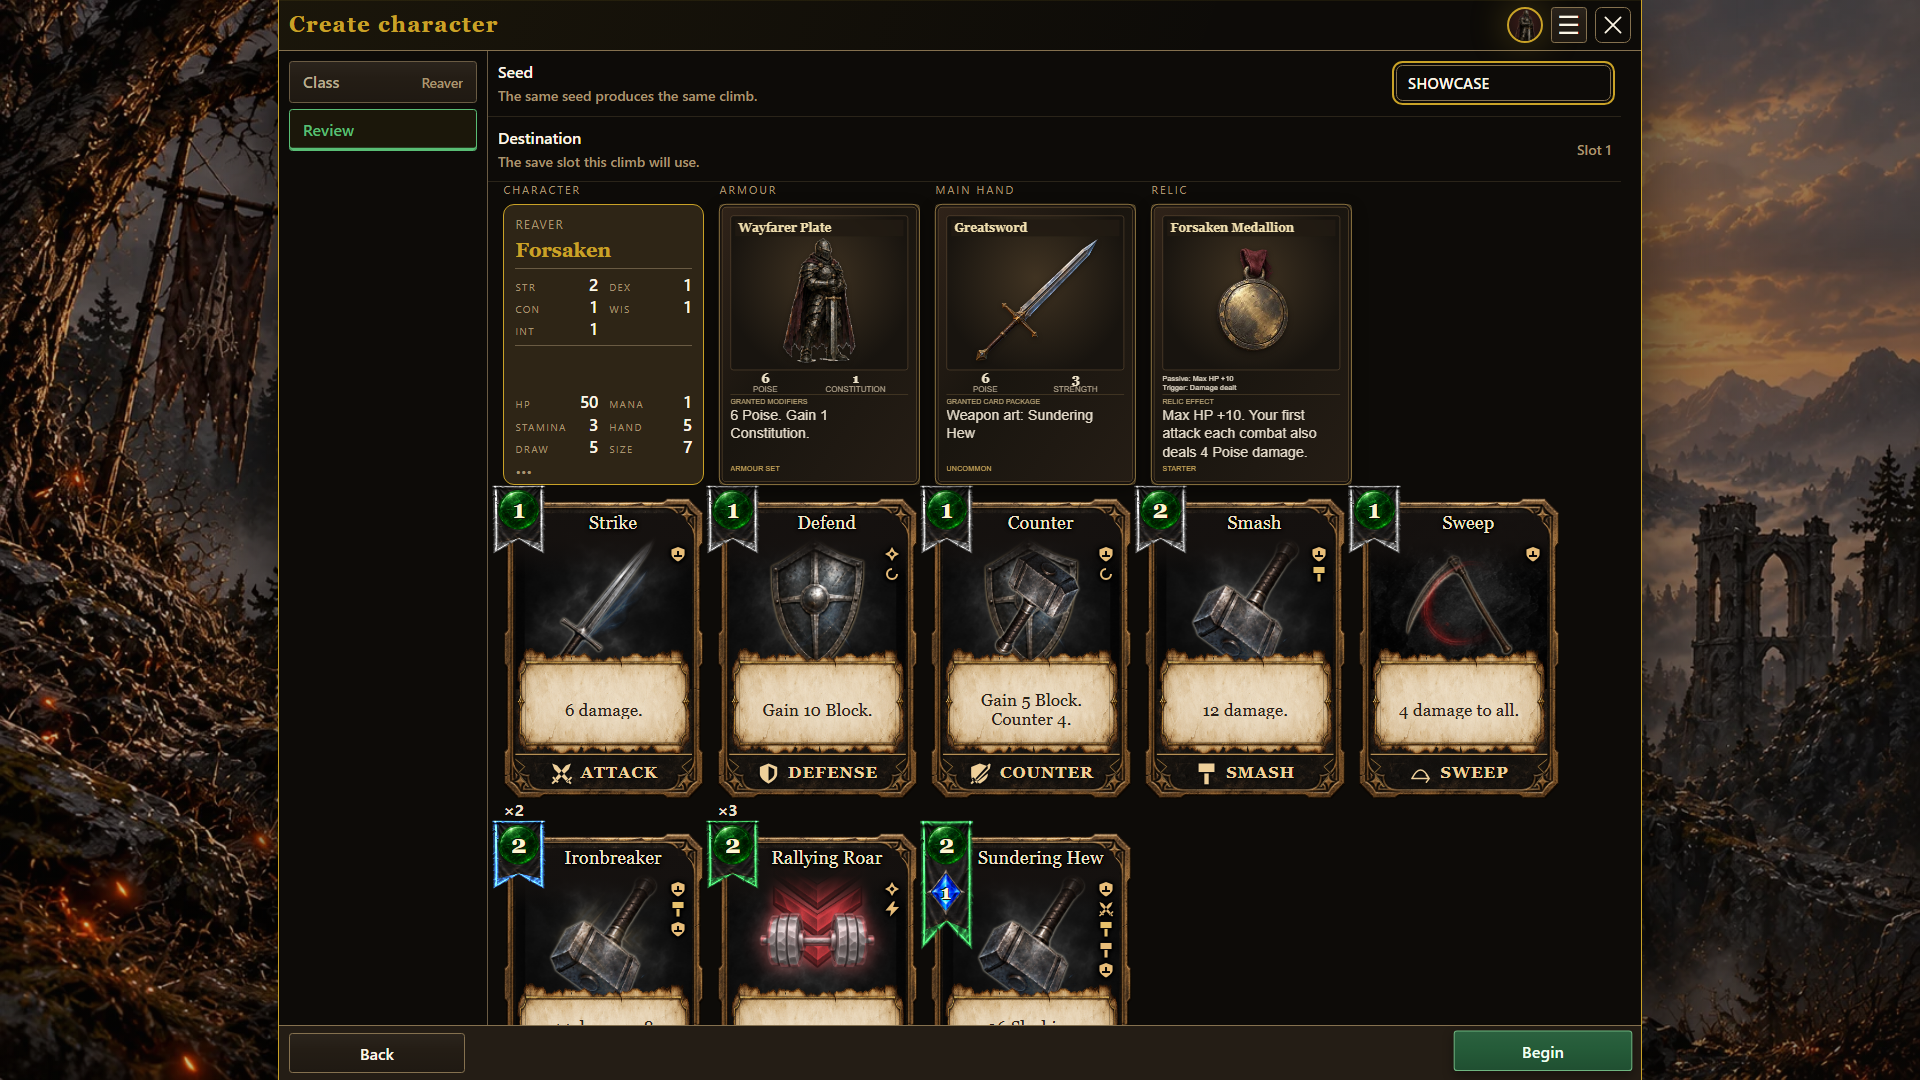 Create character
Class
Reaver
Review
Seed
The same seed produces the same climb.
SHOWCASE
Destination
The save slot this climb will use.
Slot 1
CHARACTER
ARMOUR
MAIN HAND
RELIC
REAVER
Forsaken
STR 2 DEX 1
CON 1 WIS 1
INT 1
HP 50 MANA 1
STAMINA 3 HAND 5
DRAW 5 SIZE 7
...
Wayfarer Plate
6 1
POISE CONSTITUTION
GRANTED MODIFIERS
6 Poise. Gain 1
Constitution.
ARMOUR SET
Greatsword
6 3
POISE STRENGTH
GRANTED CARD PACKAGE
Weapon art: Sundering
Hew
UNCOMMON
Forsaken Medallion
Passive: Max HP +10
Trigger: Damage dealt
RELIC EFFECT
Max HP +10. Your first
attack each combat also
deals 4 Poise damage.
STARTER
1
Strike
6 damage.
ATTACK
×2
1
Defend
Gain 10 Block.
DEFENSE
×3
1
Counter
Gain 5 Block.
Counter 4.
COUNTER
2
Smash
12 damage.
SMASH
1
Sweep
4 damage to all.
SWEEP
2
Ironbreaker
2
Rallying Roar
2
1
Sundering Hew
Back
Begin